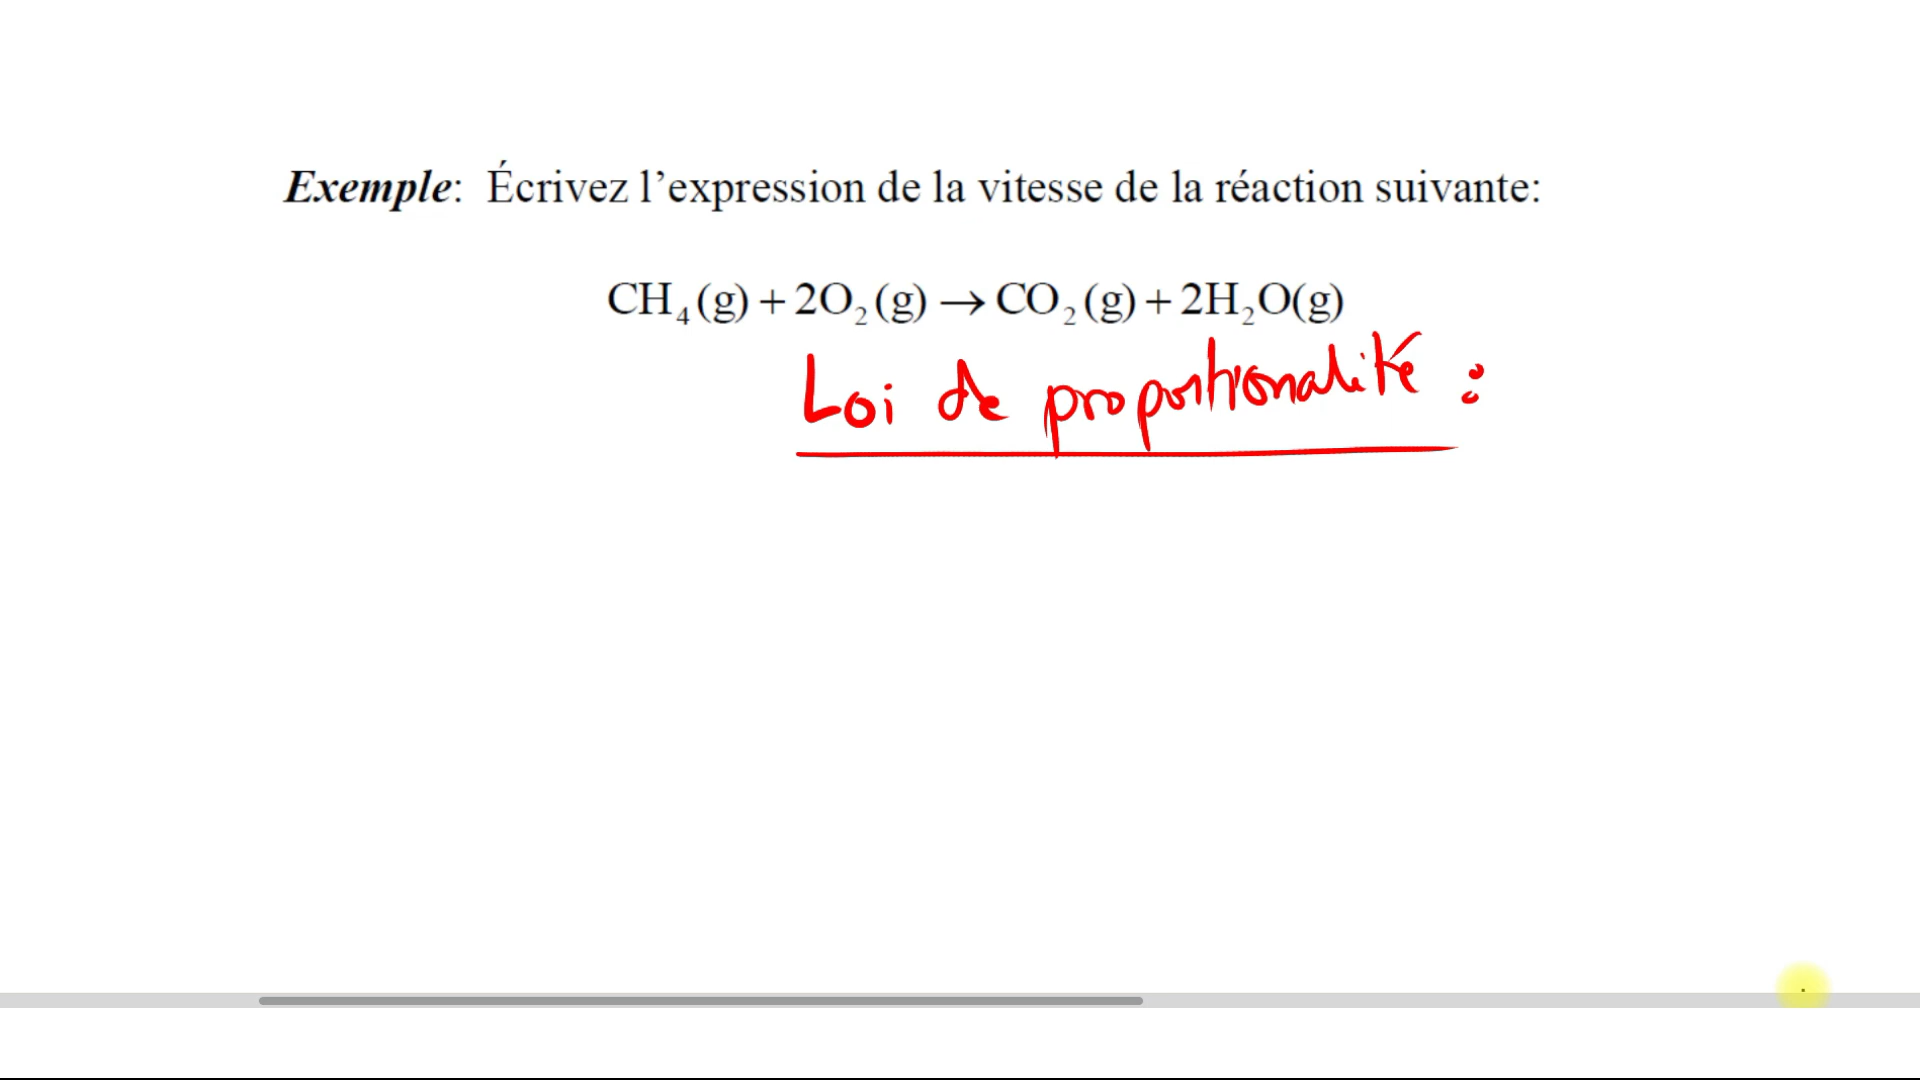 Exemple: Écrivez l’expression de la vitesse de la réaction suivante:
CH₄(g) + 2O₂(g) → CO₂(g) + 2H₂O(g)
Loi de proportionalité :